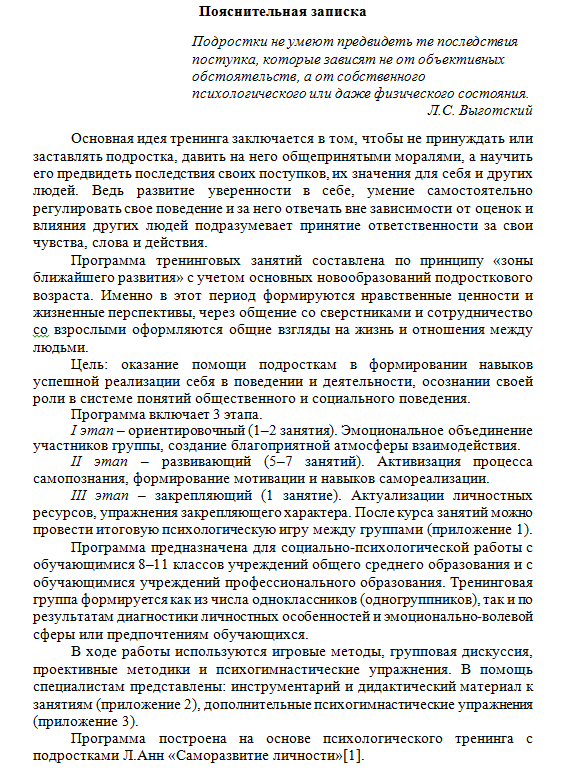 Пояснительная записка
Подростки не умеют предвидеть те последствия
поступка, которые зависят не от объективных
обстоятельств, а от собственного
психологического или даже физического состояния.
Л.С. Выготский
Основная идея тренинга заключается в том, чтобы не принуждать или
заставлять подростка, давить на него общепринятыми моралями, а научить
его предвидеть последствия своих поступков, их значения для себя и других
людей. Ведь развитие уверенности в себе, умение самостоятельно
регулировать свое поведение и за него отвечать вне зависимости от оценок и
влияния других людей подразумевает принятие ответственности за свои
чувства, слова и действия.
Программа тренинговых занятий составлена по принципу «зоны
ближайшего развития» с учетом основных новообразований подросткового
возраста. Именно в этот период формируются нравственные ценности и
жизненные перспективы, через общение со сверстниками и сотрудничество
со взрослыми оформляются общие взгляды на жизнь и отношения между
людьми.
Цель: оказание помощи подросткам в формировании навыков
успешной реализации себя в поведении и деятельности, осознании своей
роли в системе понятий общественного и социального поведения.
Программа включает 3 этапа.
I этап – ориентировочный (1–2 занятия). Эмоциональное объединение
участников группы, создание благоприятной атмосферы взаимодействия.
II этап – развивающий (5–7 занятий). Активизация процесса
самопознания, формирование мотивации и навыков самореализации.
III этап – закрепляющий (1 занятие). Актуализации личностных
ресурсов, упражнения закрепляющего характера. После курса занятий можно
провести итоговую психологическую игру между группами (приложение 1).
Программа предназначена для социально-психологической работы с
обучающимися 8–11 классов учреждений общего среднего образования и с
обучающимися учреждений профессионального образования. Тренинговая
группа формируется как из числа одноклассников (одногруппников), так и по
результатам диагностики личностных особенностей и эмоционально-волевой
сферы или предпочтениям обучающихся.
В ходе работы используются игровые методы, групповая дискуссия,
проективные методики и психогимнастические упражнения. В помощь
специалистам представлены: инструментарий и дидактический материал к
занятиям (приложение 2), дополнительные психогимнастические упражнения
(приложение 3).
Программа построена на основе психологического тренинга с
подростками Л.Анн «Саморазвитие личности»[1].